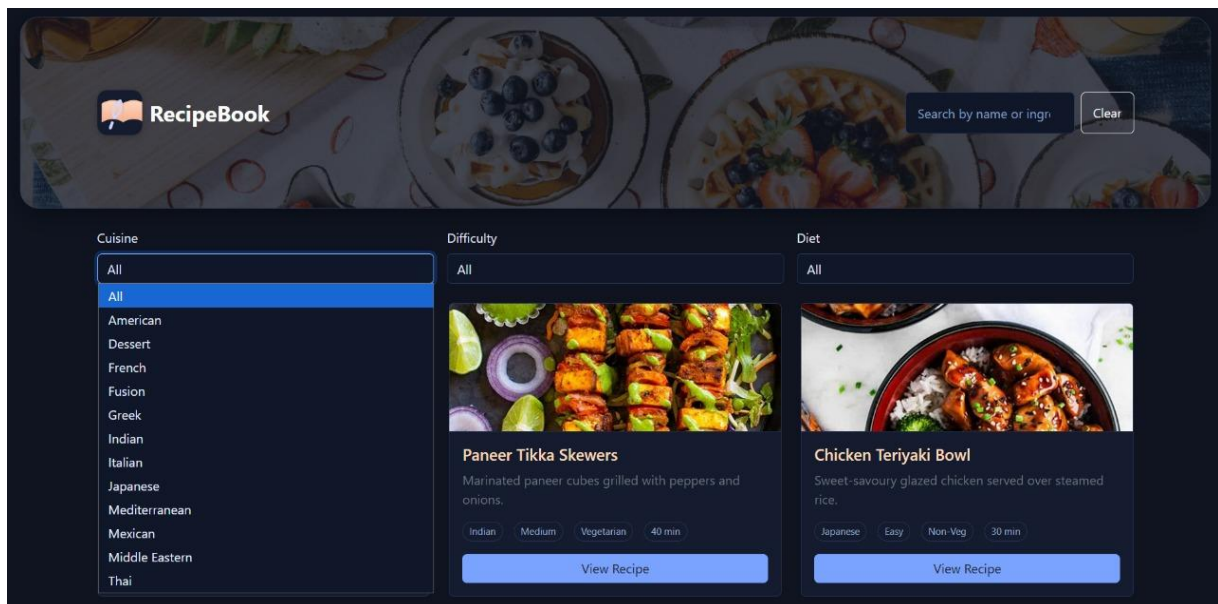 RecipeBook
Search by name or ingr
Clear
Cuisine
Difficulty
Diet
All
All
All
All
American
Dessert
French
Fusion
Greek
Indian
Italian
Japanese
Mediterranean
Mexican
Middle Eastern
Thai
Paneer Tikka Skewers
Marinated paneer cubes grilled with peppers and
onions.
Indian Medium Vegetarian 40 min
View Recipe
Chicken Teriyaki Bowl
Sweet-savoury glazed chicken served over steamed
rice.
Japanese Easy Non-Veg 30 min
View Recipe